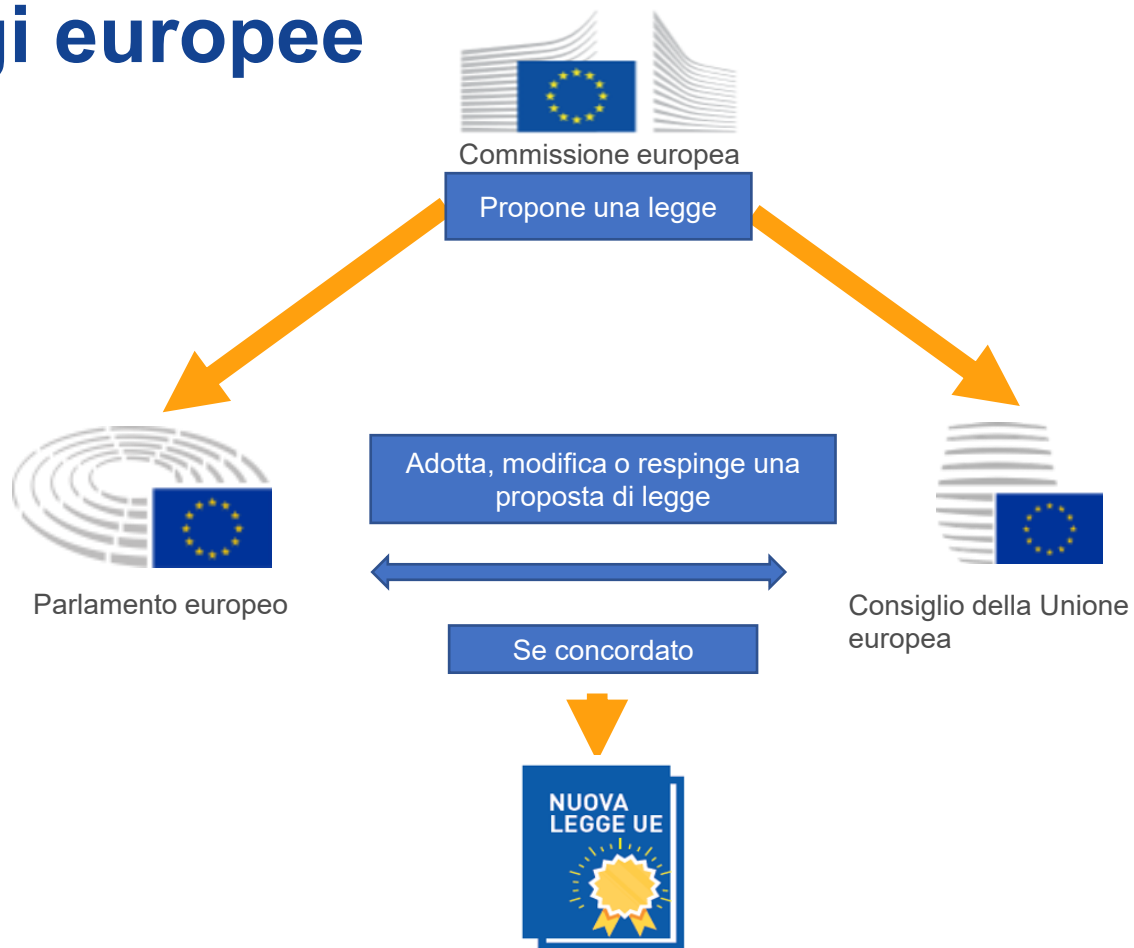 gi europee
Commissione europea
Propone una legge
Adotta, modifica o respinge una
proposta di legge
Parlamento europeo
Consiglio della Unione
europea
Se concordato
NUOVA
LEGGE UE